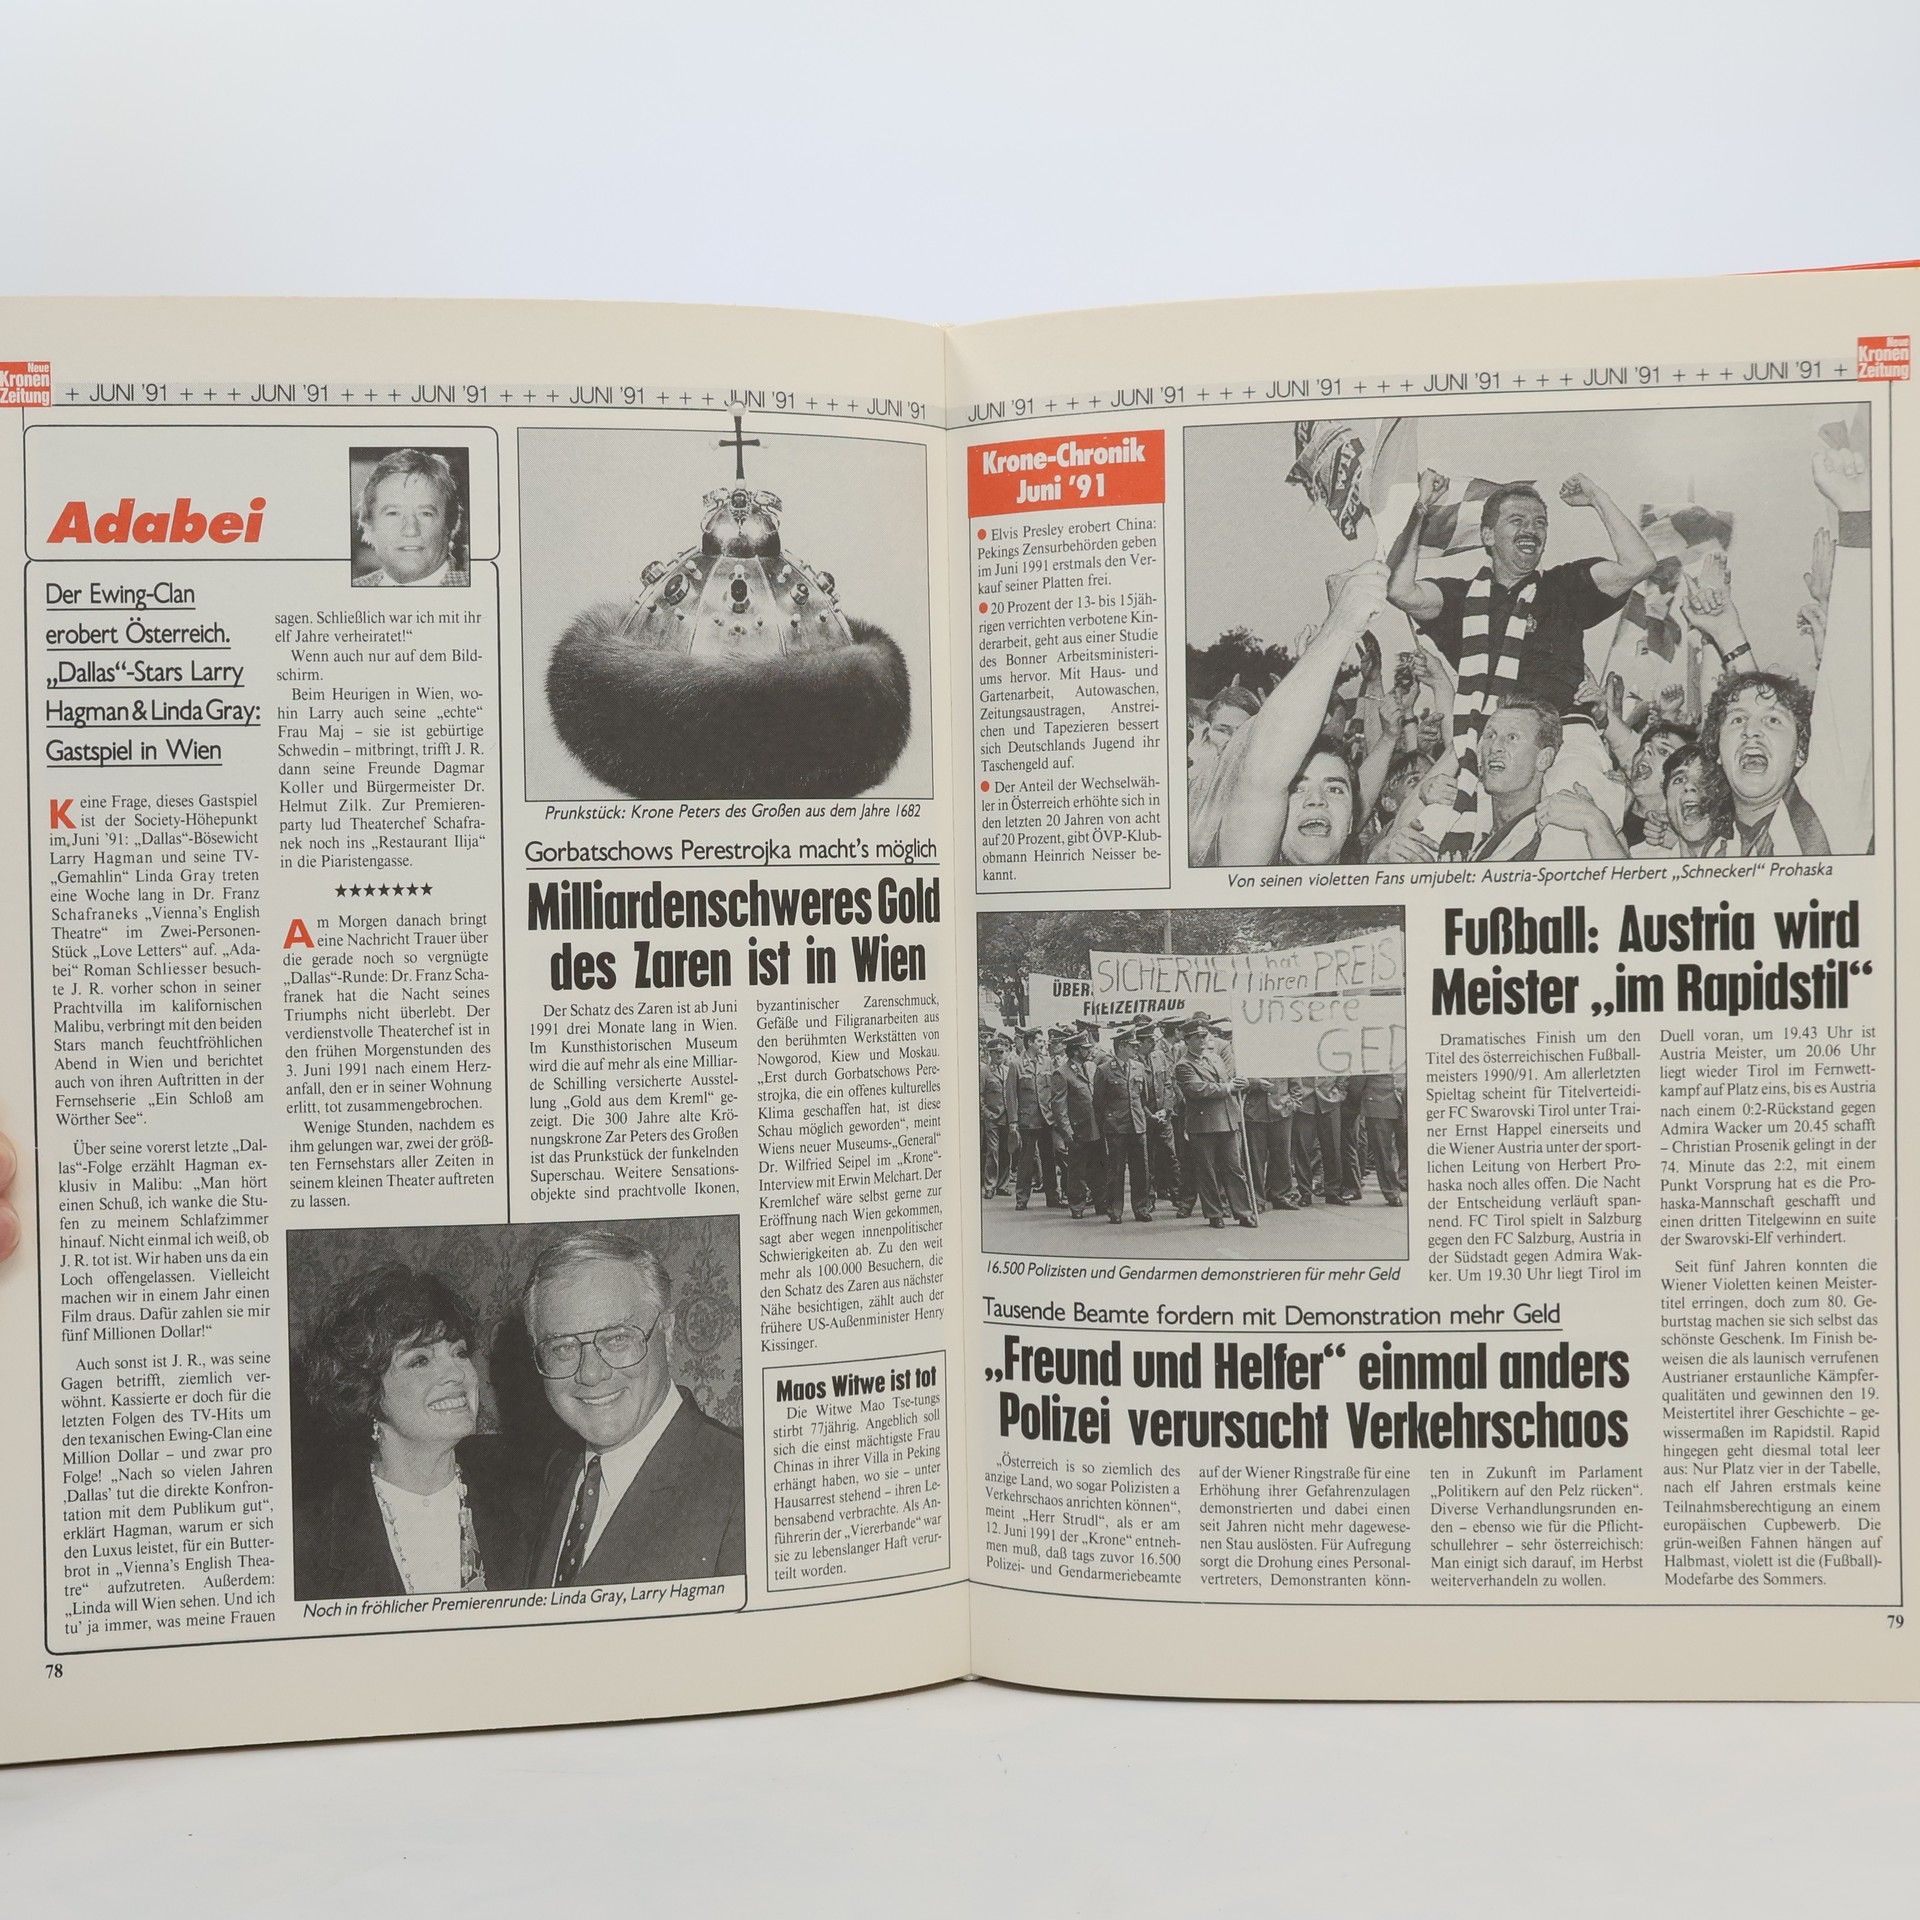 Neue
Kronen
Zeitung
+ JUNI '91 + + + JUNI '91 + + + JUNI '91 + + + JUNI '91 + + + JUNI '91 + + + JUNI '91
Adabei
Der Ewing-Clan
erobert Österreich.
„Dallas“-Stars Larry
Hagman & Linda Gray:
Gastspiel in Wien
Keine Frage, dieses Gastspiel
ist der Society-Höhepunkt
im Juni '91: „Dallas“-Bösewicht
Larry Hagman und seine TV-
„Gemahlin“ Linda Gray treten
eine Woche lang in Dr. Franz
Schafraneks „Vienna's English
Theatre“ im Zwei-Personen-
Stück „Love Letters“ auf. „Ada-
bei“ Roman Schliesser besuch-
te J. R. vorher schon in seiner
Prachtvilla im kalifornischen
Malibu, verbringt mit den beiden
Stars manch feuchtfröhlichen
Abend in Wien und berichtet
auch von ihren Auftritten in der
Fernsehserie „Ein Schloß am
Wörther See“.
Über seine vorerst letzte „Dal-
las“-Folge erzählt Hagman ex-
klusiv in Malibu: „Man hört
einen Schuß, ich wanke die Stu-
fen zu meinem Schlafzimmer
hinauf. Nicht einmal ich weiß, ob
J. R. tot ist. Wir haben uns da ein
Loch offengelassen. Vielleicht
machen wir in einem Jahr einen
Film draus. Dafür zahlen sie mir
fünf Millionen Dollar!“
Auch sonst ist J. R., was seine
Gagen betrifft, ziemlich ver-
wöhnt. Kassierte er doch für die
letzten Folgen des TV-Hits um
den texanischen Ewing-Clan eine
Million Dollar – und zwar pro
Folge! „Nach so vielen Jahren
‚Dallas‘ tut die direkte Konfron-
tation mit dem Publikum gut“,
erklärt Hagman, warum er sich
den Luxus leistet, für ein Butter-
brot in „Vienna's English Thea-
tre“ aufzutreten. Außerdem:
„Linda will Wien sehen. Und ich
tu' ja immer, was meine Frauen
sagen. Schließlich war ich mit ihr
elf Jahre verheiratet!“
Wenn auch nur auf dem Bild-
schirm.
Beim Heurigen in Wien, wo-
hin Larry auch seine „echte“
Frau Maj – sie ist gebürtige
Schwedin – mitbringt, trifft J. R.
dann seine Freunde Dagmar
Koller und Bürgermeister Dr.
Helmut Zilk. Zur Premieren-
party lud Theaterchef Schafra-
nek noch ins „Restaurant Ilija“
in die Piaristengasse.
★★★★★★★
Am Morgen danach bringt
eine Nachricht Trauer über
die gerade noch so vergnügte
„Dallas“-Runde: Dr. Franz Scha-
franek hat die Nacht seines
Triumphs nicht überlebt. Der
verdienstvolle Theaterchef ist in
den frühen Morgenstunden des
3. Juni 1991 nach einem Herz-
anfall, den er in seiner Wohnung
erlitt, tot zusammengebrochen.
Wenige Stunden, nachdem es
ihm gelungen war, zwei der größ-
ten Fernsehstars aller Zeiten in
seinem kleinen Theater auftreten
zu lassen.
Noch in fröhlicher Premierenrunde: Linda Gray, Larry Hagman
78
Prunkstück: Krone Peters des Großen aus dem Jahre 1682
Gorbatschows Perestrojka macht's möglich
Milliardenschweres Gold
des Zaren ist in Wien
Der Schatz des Zaren ist ab Juni
1991 drei Monate lang in Wien.
Im Kunsthistorischen Museum
wird die auf mehr als eine Milliar-
de Schilling versicherte Ausstel-
lung „Gold aus dem Kreml“ ge-
zeigt. Die 300 Jahre alte Krö-
nungskrone Zar Peters des Großen
ist das Prunkstück der funkelnden
Superschau. Weitere Sensations-
objekte sind prachtvolle Ikonen,
byzantinischer Zarenschmuck,
Gefäße und Filigranarbeiten aus
den berühmten Werkstätten von
Nowgorod, Kiew und Moskau.
„Erst durch Gorbatschows Pere-
strojka, die ein offenes kulturelles
Klima geschaffen hat, ist diese
Schau möglich geworden“, meint
Wiens neuer Museums-„General“
Dr. Wilfried Seipel im „Krone“-
Interview mit Erwin Melchart. Der
Kremlchef wäre selbst gerne zur
Eröffnung nach Wien gekommen,
sagt aber wegen innenpolitischer
Schwierigkeiten ab. Zu den weit
mehr als 100.000 Besuchern, die
den Schatz des Zaren aus nächster
Nähe besichtigen, zählt auch der
frühere US-Außenminister Henry
Kissinger.
Maos Witwe ist tot
Die Witwe Mao Tse-tungs
stirbt 77jährig. Angeblich soll
sich die einst mächtigste Frau
Chinas in ihrer Villa in Peking
erhängt haben, wo sie – unter
Hausarrest stehend – ihren Le-
bensabend verbrachte. Als An-
führerin der „Viererbande“ war
sie zu lebenslanger Haft verur-
teilt worden.
JUNI '91 + + + JUNI '91 + + + JUNI '91 + + + JUNI '91 + + + JUNI '91 + + + JUNI '91 +
Neue
Kronen
Zeitung
Krone-Chronik
Juni '91
● Elvis Presley erobert China:
Pekings Zensurbehörden geben
im Juni 1991 erstmals den Ver-
kauf seiner Platten frei.
● 20 Prozent der 13- bis 15jäh-
rigen verrichten verbotene Kin-
derarbeit, geht aus einer Studie
des Bonner Arbeitsministeri-
ums hervor. Mit Haus- und
Gartenarbeit, Autowaschen,
Zeitungsaustragen, Anstrei-
chen und Tapezieren bessert
sich Deutschlands Jugend ihr
Taschengeld auf.
● Der Anteil der Wechselwäh-
ler in Österreich erhöhte sich in
den letzten 20 Jahren von acht
auf 20 Prozent, gibt ÖVP-Klub-
obmann Heinrich Neisser be-
kannt.
Von seinen violetten Fans umjubelt: Austria-Sportchef Herbert „Schneckerl“ Prohaska
SICHERHEIT hat ihren PREIS
ÜBER
FREIZEITRAUB
unsere
GED
16.500 Polizisten und Gendarmen demonstrieren für mehr Geld
Tausende Beamte fordern mit Demonstration mehr Geld
„Freund und Helfer“ einmal anders
Polizei verursacht Verkehrschaos
„Österreich is so ziemlich des
anzige Land, wo sogar Polizisten a
Verkehrschaos anrichten können“,
meint „Herr Strudl“, als er am
12. Juni 1991 der „Krone“ entneh-
men muß, daß tags zuvor 16.500
Polizei- und Gendarmeriebeamte
auf der Wiener Ringstraße für eine
Erhöhung ihrer Gefahrenzulagen
demonstrierten und dabei einen
seit Jahren nicht mehr dagewese-
nen Stau auslösten. Für Aufregung
sorgt die Drohung eines Personal-
vertreters, Demonstranten könn-
ten in Zukunft im Parlament
„Politikern auf den Pelz rücken“.
Diverse Verhandlungsrunden en-
den – ebenso wie für die Pflicht-
schullehrer – sehr österreichisch:
Man einigt sich darauf, im Herbst
weiterverhandeln zu wollen.
Fußball: Austria wird
Meister „im Rapidstil“
Dramatisches Finish um den
Titel des österreichischen Fußball-
meisters 1990/91. Am allerletzten
Spieltag scheint für Titelverteidi-
ger FC Swarovski Tirol unter Trai-
ner Ernst Happel einerseits und
die Wiener Austria unter der sport-
lichen Leitung von Herbert Pro-
haska noch alles offen. Die Nacht
der Entscheidung verläuft span-
nend. FC Tirol spielt in Salzburg
gegen den FC Salzburg, Austria in
der Südstadt gegen Admira Wak-
ker. Um 19.30 Uhr liegt Tirol im
Duell voran, um 19.43 Uhr ist
Austria Meister, um 20.06 Uhr
liegt wieder Tirol im Fernwett-
kampf auf Platz eins, bis es Austria
nach einem 0:2-Rückstand gegen
Admira Wacker um 20.45 schafft
– Christian Prosenik gelingt in der
74. Minute das 2:2, mit einem
Punkt Vorsprung hat es die Pro-
haska-Mannschaft geschafft und
einen dritten Titelgewinn en suite
der Swarovski-Elf verhindert.
Seit fünf Jahren konnten die
Wiener Violetten keinen Meister-
titel erringen, doch zum 80. Ge-
burtstag machen sie sich selbst das
schönste Geschenk. Im Finish be-
weisen die als launisch verrufenen
Austrianer erstaunliche Kämpfer-
qualitäten und gewinnen den 19.
Meistertitel ihrer Geschichte – ge-
wissermaßen im Rapidstil. Rapid
hingegen geht diesmal total leer
aus: Nur Platz vier in der Tabelle,
nach elf Jahren erstmals keine
Teilnahmsberechtigung an einem
europäischen Cupbewerb. Die
grün-weißen Fahnen hängen auf
Halbmast, violett ist die (Fußball)-
Modefarbe des Sommers.
79